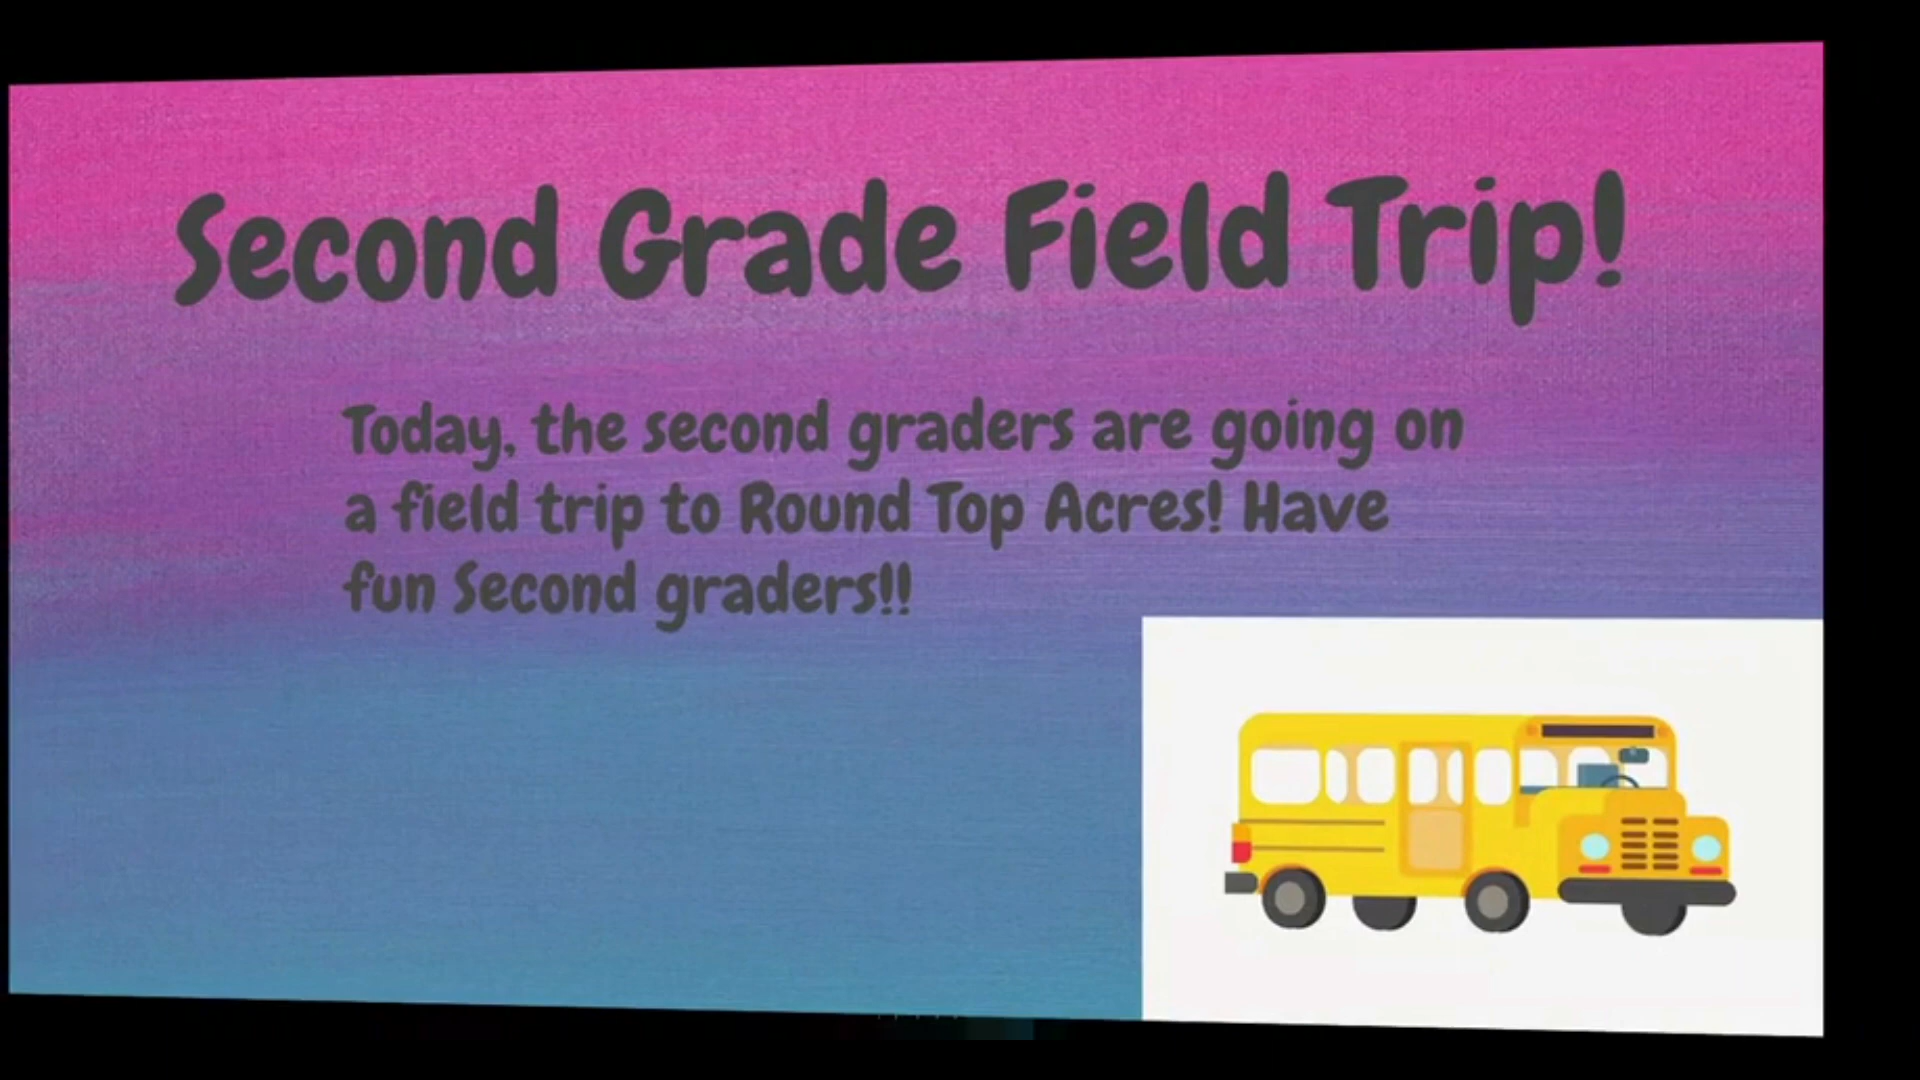 Second Grade Field Trip!
Today, the second graders are going on
a field trip to Round Top Acres! Have
fun Second graders!!